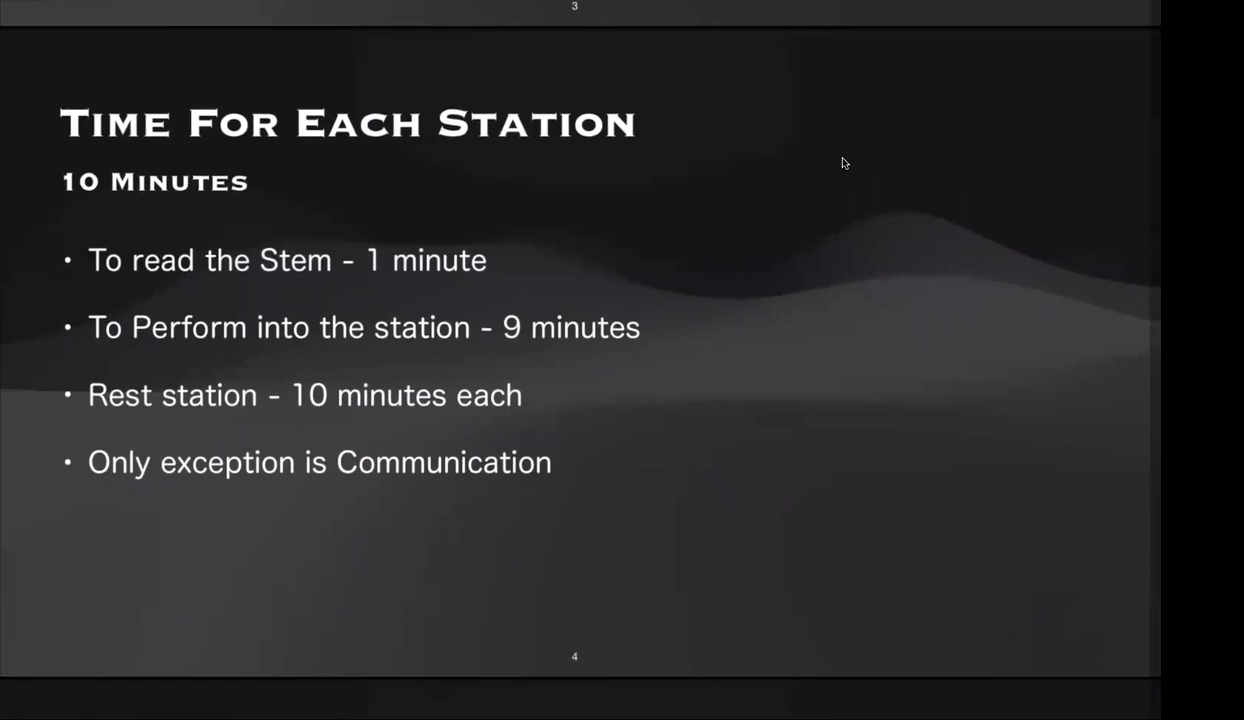 3
Time For Each Station
10 Minutes
• To read the Stem - 1 minute
• To Perform into the station - 9 minutes
• Rest station - 10 minutes each
• Only exception is Communication
4